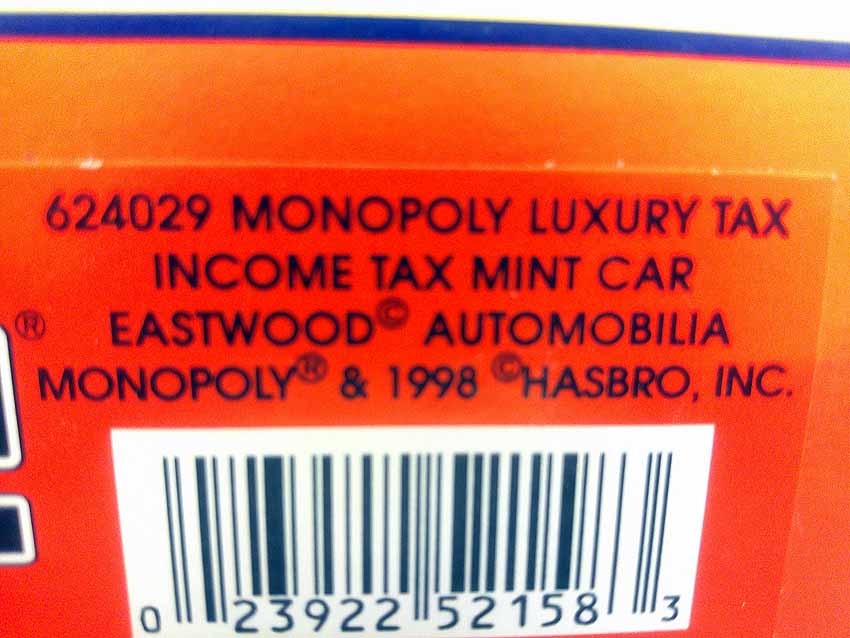 624029 MONOPOLY LUXURY TAX
INCOME TAX MINT CAR
EASTWOOD© AUTOMOBILIA
®
MONOPOLY® & 1998 ©HASBRO, INC.
0 23922 52158 3